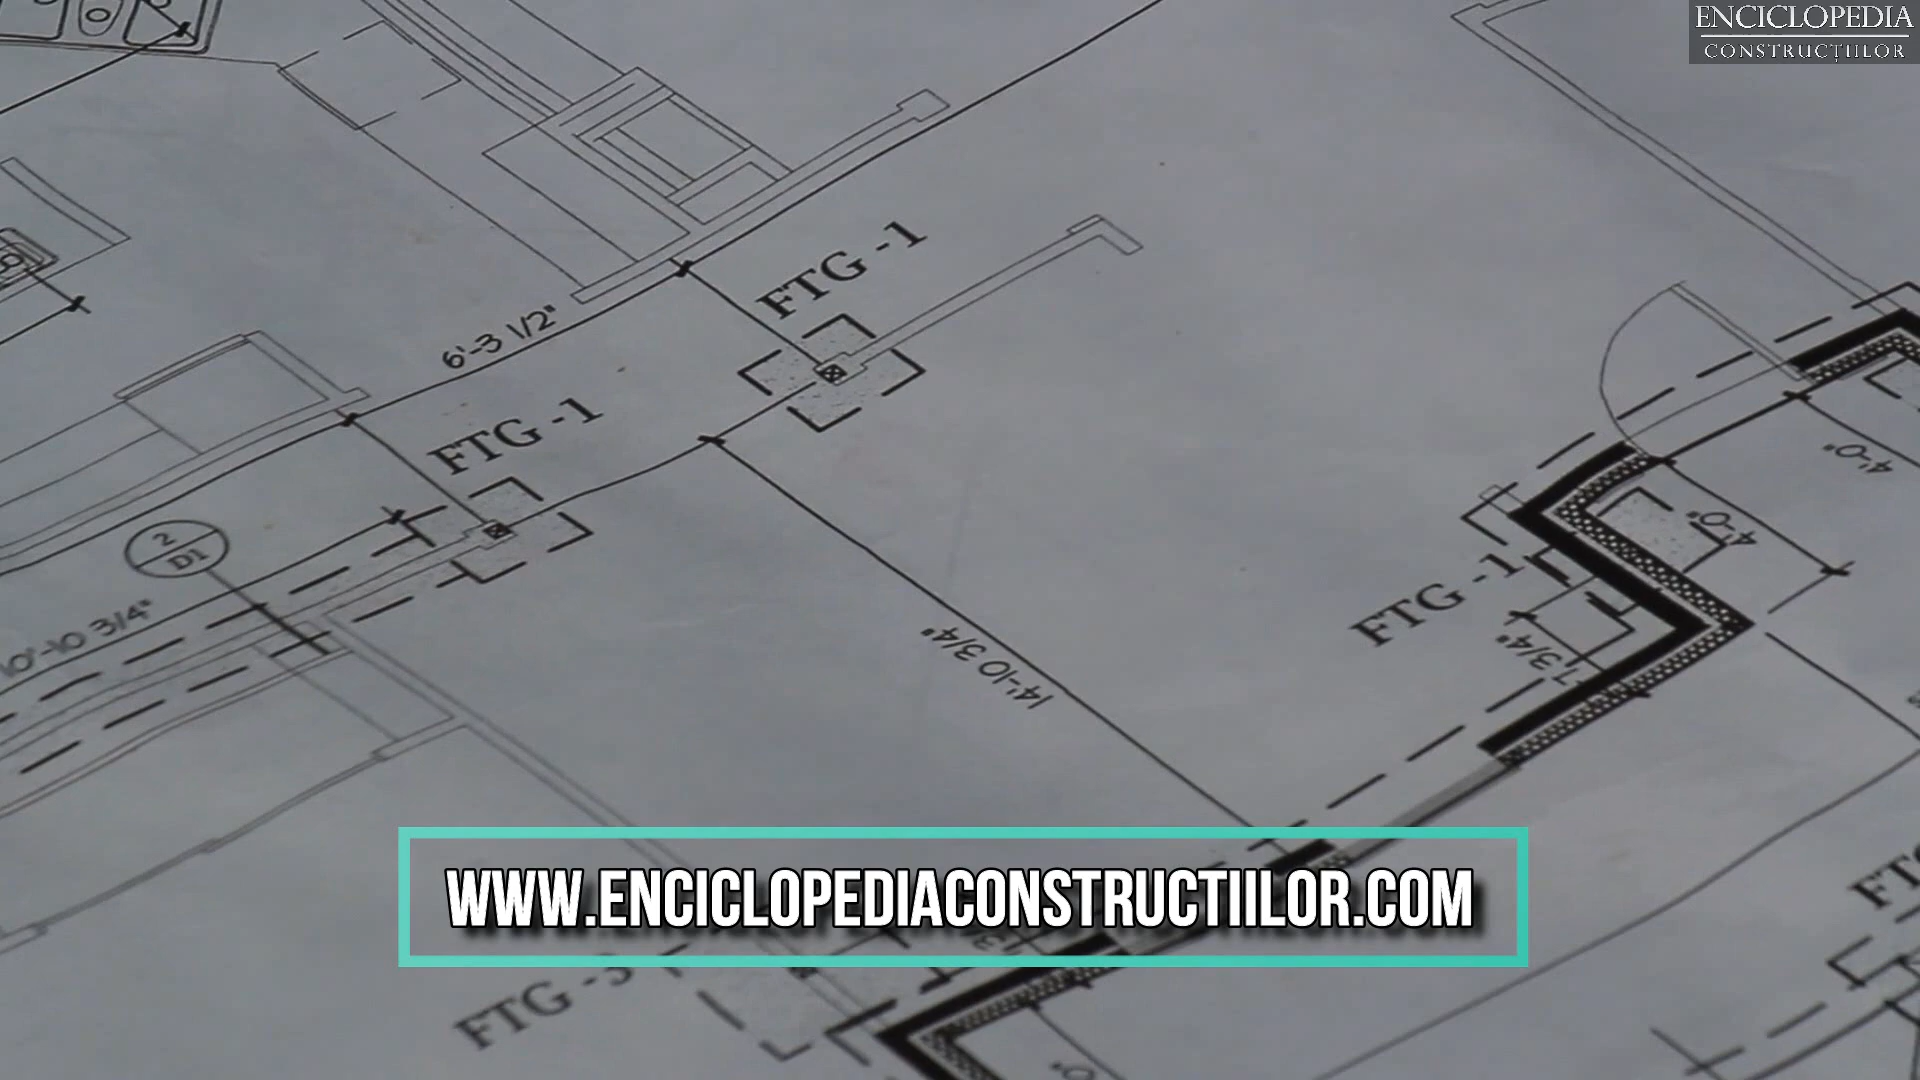 ENCICLOPEDIA
CONSTRUCȚIILOR
FTG -1
6'-3 1/2"
FTG -1
2
D1
10'-10 3/4"
4'-0"
4'-0"
FTG -1
7 3/4"
14'-10 3/4"
WWW.ENCICLOPEDIACONSTRUCTIILOR.COM
FTG -3